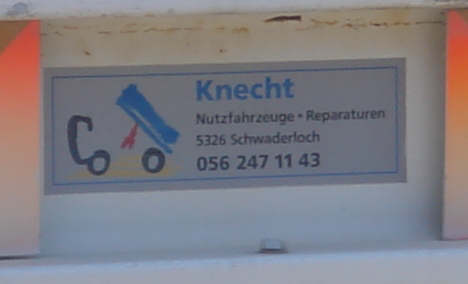 Knecht
Nutzfahrzeuge • Reparaturen
5326 Schwaderloch
056 247 11 43